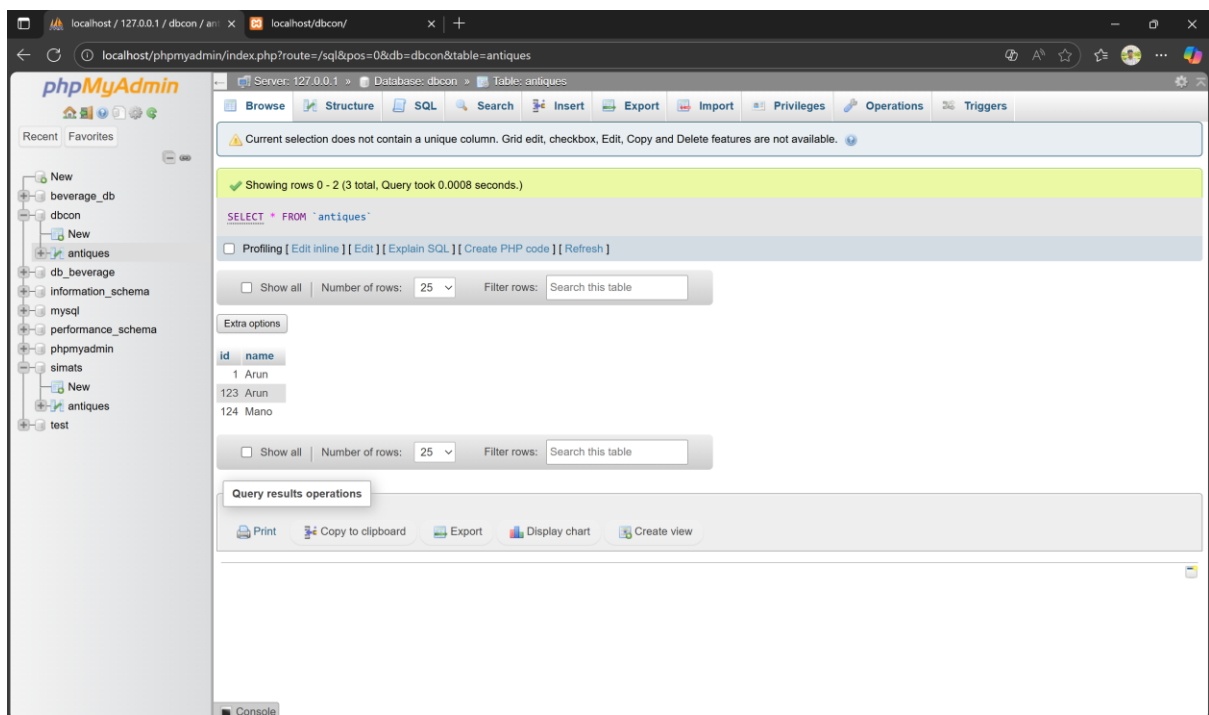 localhost / 127.0.0.1 / dbcon / ant
localhost/dbcon/
localhost/phpmyadmin/index.php?route=/sql&pos=0&db=dbcon&table=antiques
phpMyAdmin
Recent Favorites
New
beverage_db
dbcon
New
antiques
db_beverage
information_schema
mysql
performance_schema
phpmyadmin
simats
New
antiques
test
Server: 127.0.0.1 » Database: dbcon » Table: antiques
Browse Structure SQL Search Insert Export Import Privileges Operations Triggers
Current selection does not contain a unique column. Grid edit, checkbox, Edit, Copy and Delete features are not available.
Showing rows 0 - 2 (3 total, Query took 0.0008 seconds.)
SELECT * FROM `antiques`
Profiling [ Edit inline ] [ Edit ] [ Explain SQL ] [ Create PHP code ] [ Refresh ]
Show all | Number of rows: 25 Filter rows: Search this table
Extra options
id name
1 Arun
123 Arun
124 Mano
Show all | Number of rows: 25 Filter rows: Search this table
Query results operations
Print Copy to clipboard Export Display chart Create view
Console